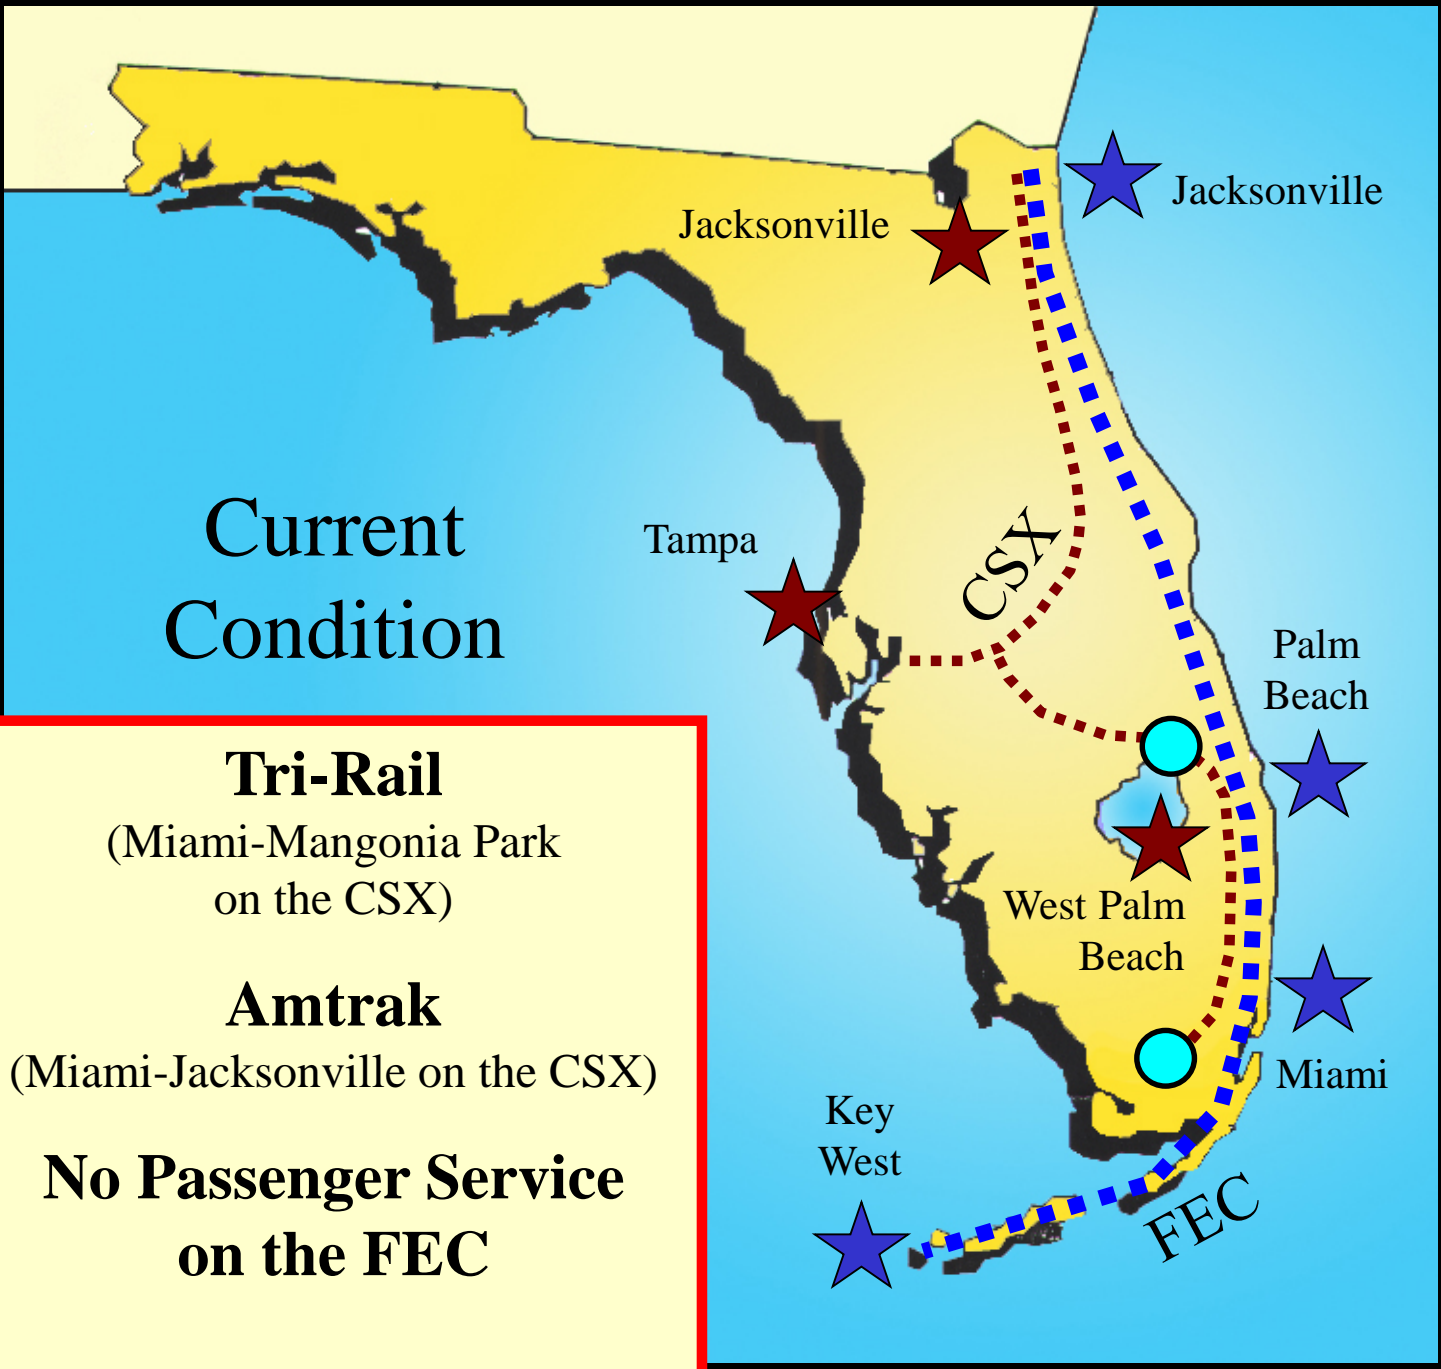 Jacksonville
Jacksonville
Current
Condition
Tampa
CSX
Palm
Beach
West Palm
Beach
Miami
Key
West
FEC
Tri-Rail
(Miami-Mangonia Park
on the CSX)
Amtrak
(Miami-Jacksonville on the CSX)
No Passenger Service
on the FEC